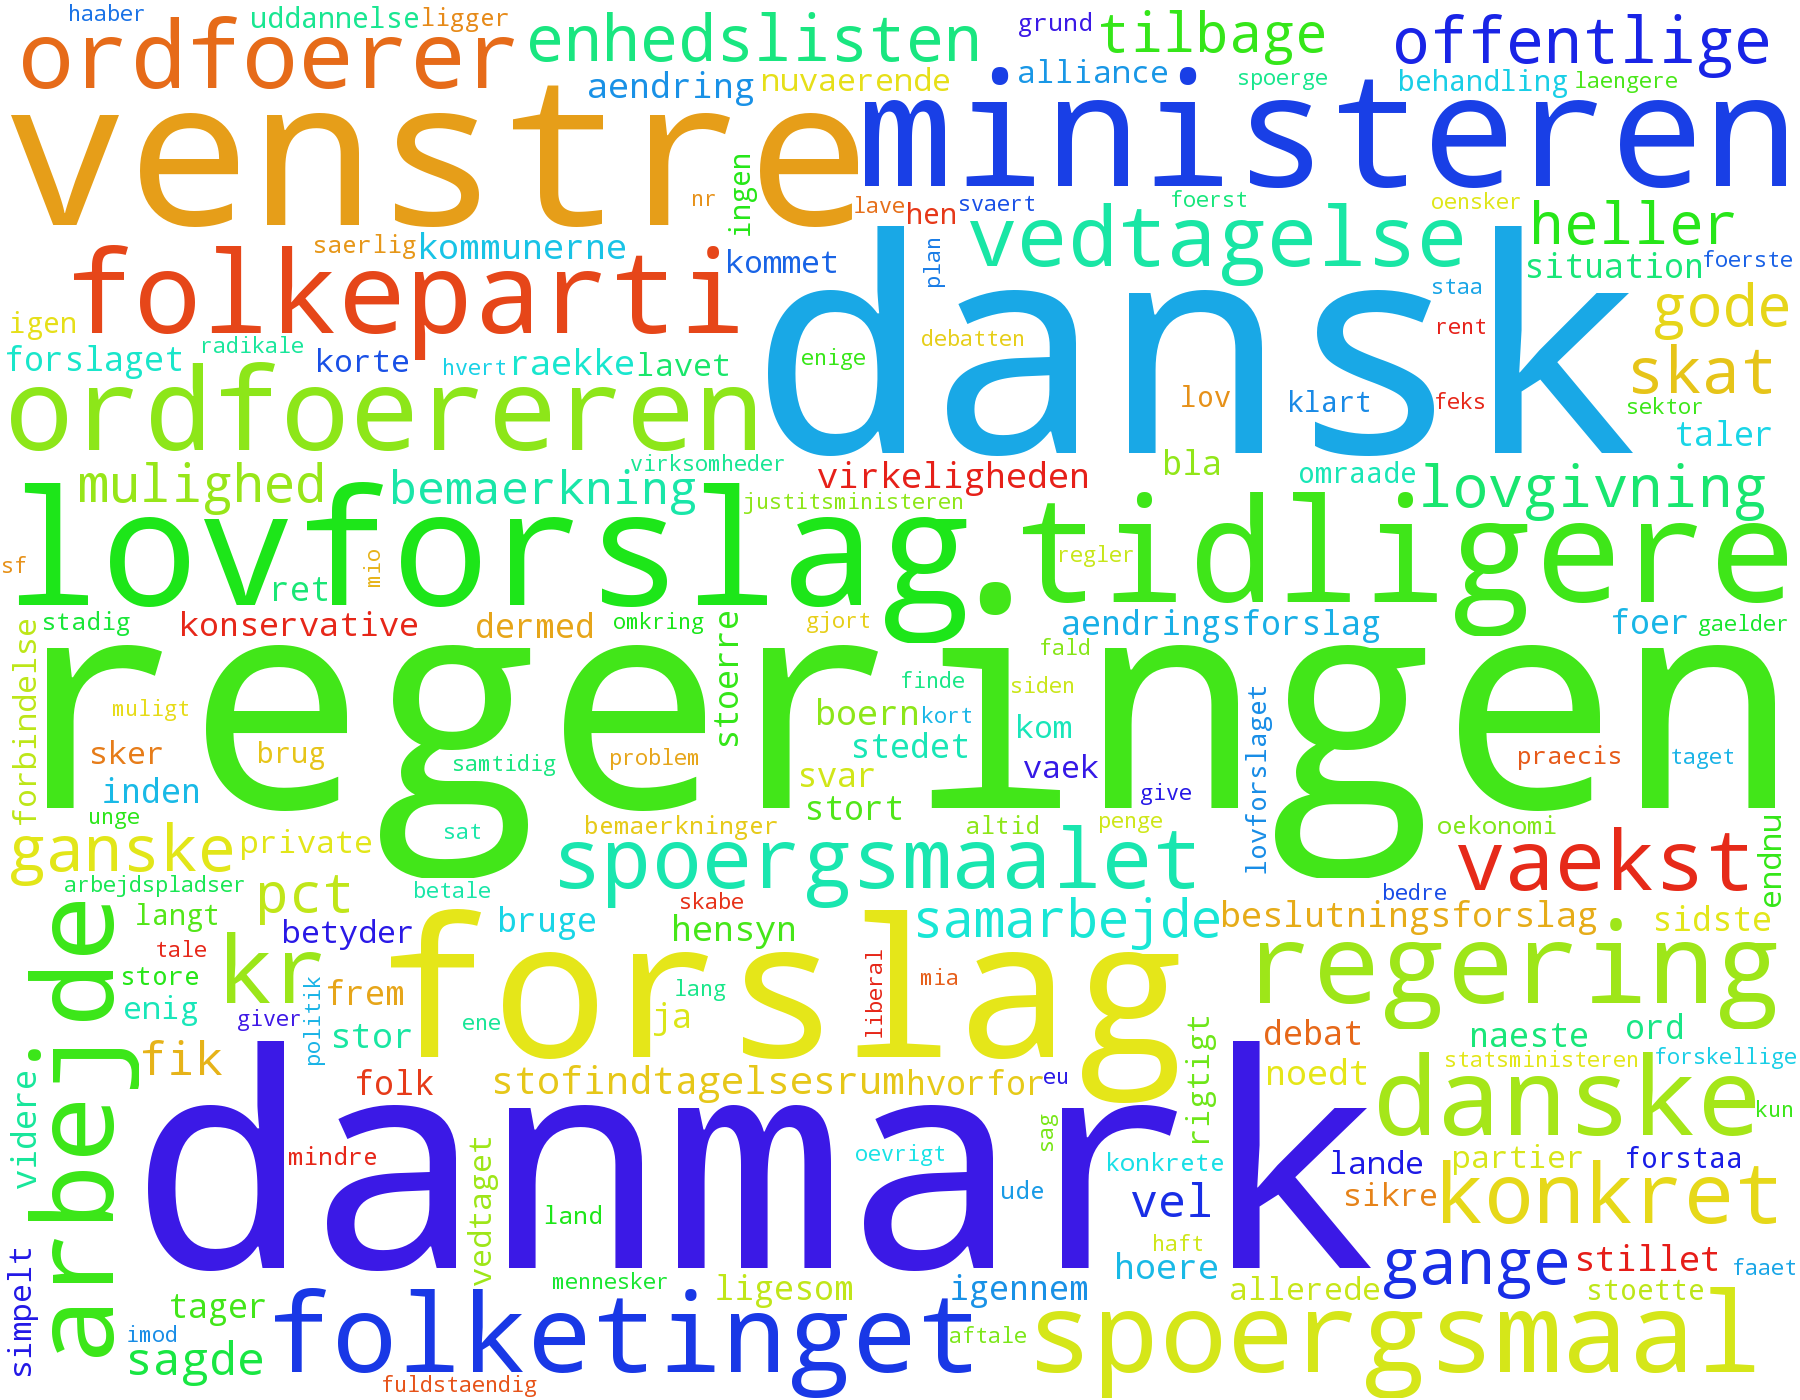 haaber
uddannelse
ligger
ordfoerer
enhedslisten
grund
tilbage
offentlige
aendring
nuvaerende
alliance
spoerge
behandling
laengere
venstre
ministeren
ingen
nr
lave
hen
svaert
foerst
oensker
vedtagelse
heller
saerlig
kommunerne
kommet
plan
situation
foerste
folkeparti
dansk
staa
gode
igen
radikale
debatten
rent
forslaget
korte
hvert
raekke
lavet
enige
skat
ordfoereren
lov
klart
feks
sektor
taler
mulighed
bemaerkning
virksomheder
virkeligheden
bla
omraade
lovgivning
justitsministeren
lovforslag
tidligere
sf
ret
mio
regler
stadig
konservative
dermed
omkring
stoerre
gjort
aendringsforslag
foer
gaelder
fald
regeringen
forbindelse
muligt
finde
siden
boern
kort
kom
lovforslaget
sker
brug
samtidig
problem
stedet
svar
vaek
praecis
taget
inden
stort
give
unge
sat
bemaerkninger
altid
penge
oekonomi
endnu
ganske
private
spoergsmaalet
vaekst
arbejdspladser
pct
betale
skabe
bedre
arbejde
langt
betyder
bruge
hensyn
samarbejde
beslutningsforslag
sidste
tale
kr
forslag
regering
store
politik
frem
lang
liberal
mia
enig
giver
stor
ene
ja
rigtigt
debat
naeste
ord
fik
statsministeren
forskellige
videre
folk
stofindtagelsesrum
hvorfor
eu
noedt
danske
kun
danmark
sag
mindre
vedtaget
oevrigt
konkrete
lande
partier
forstaa
ude
vel
sikre
konkret
land
haft
simpelt
mennesker
ligesom
igennem
hoere
allerede
gange
stillet
faaet
stoette
tager
imod
sagde
folketinget
aftale
spoergsmaal
fuldstaendig